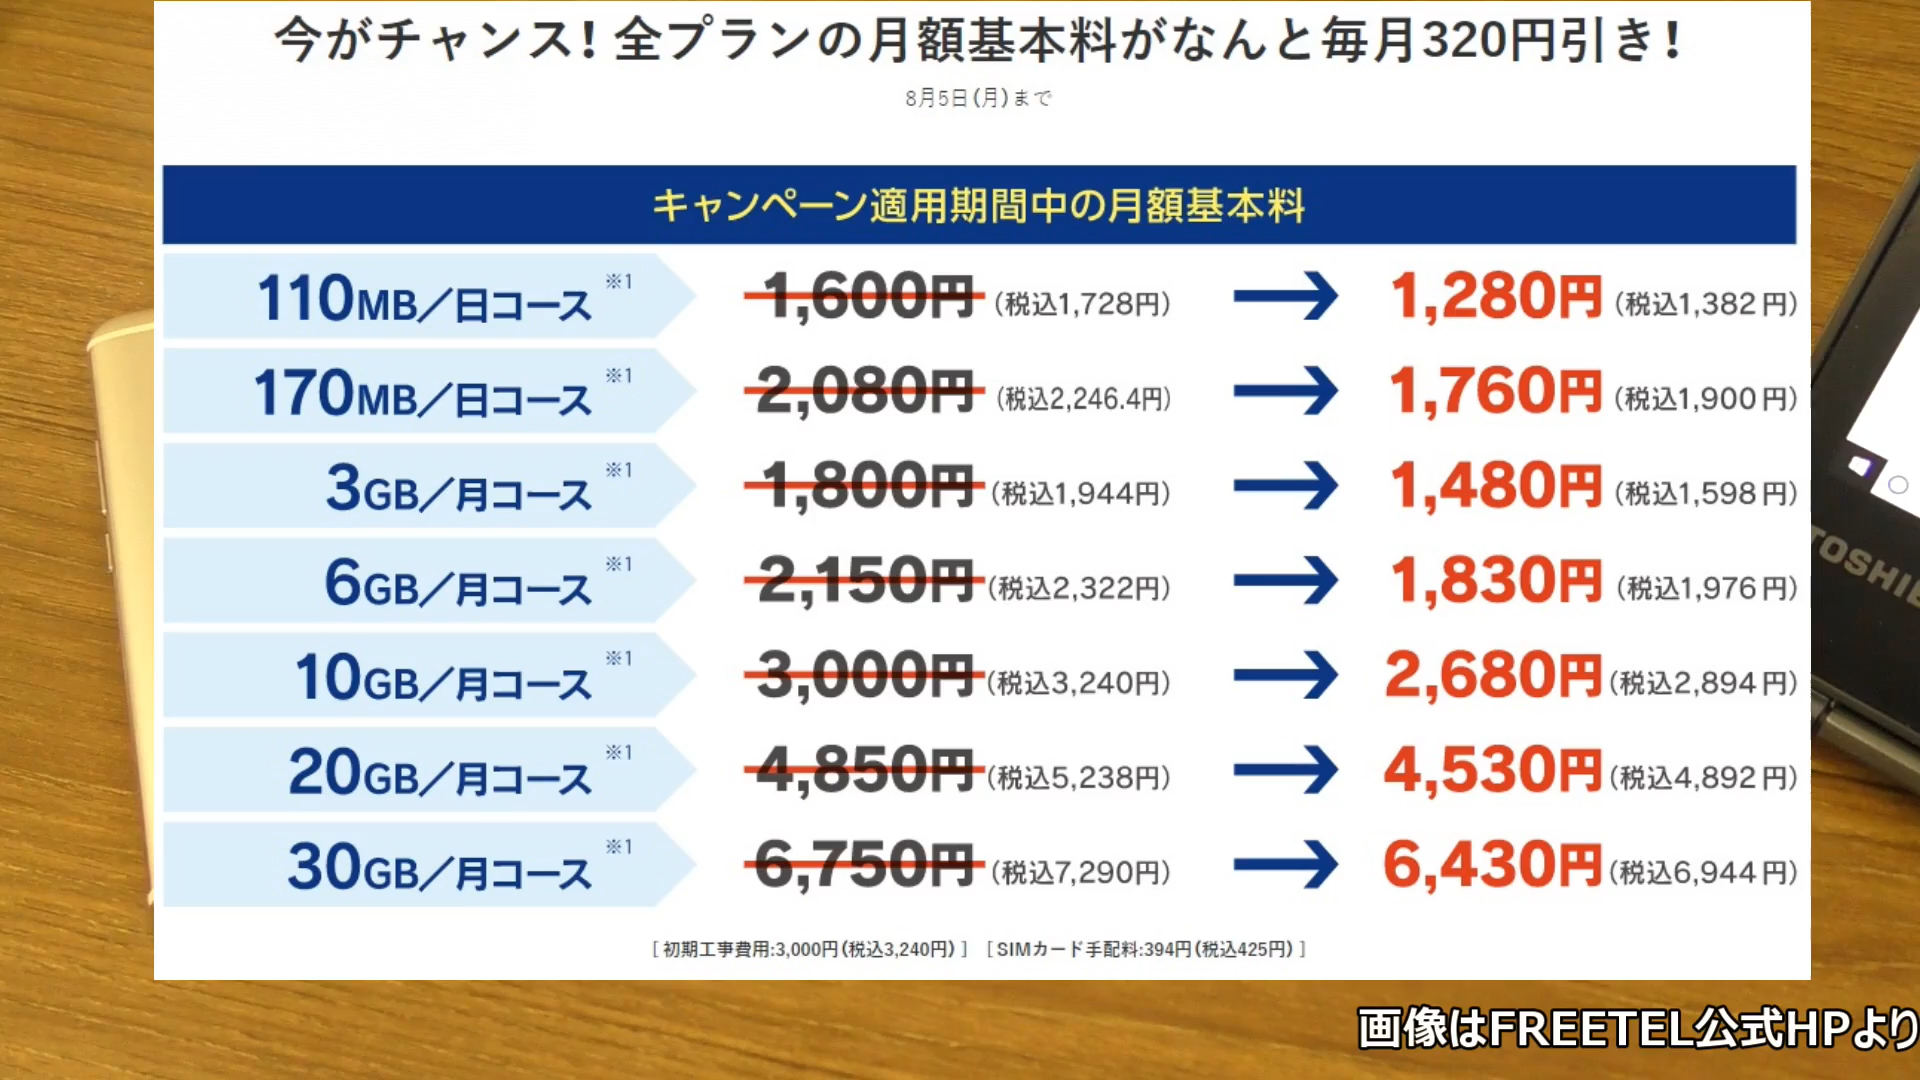 今がチャンス！全プランの月額基本料がなんと毎月320円引き！
8月5日(月)まで
キャンペーン適用期間中の月額基本料
110MB／日コース ※1 1,600円 (税込1,728円) → 1,280円 (税込1,382円)
170MB／日コース ※1 2,080円 (税込2,246.4円) → 1,760円 (税込1,900円)
3GB／月コース ※1 1,800円 (税込1,944円) → 1,480円 (税込1,598円)
6GB／月コース ※1 2,150円 (税込2,322円) → 1,830円 (税込1,976円)
10GB／月コース ※1 3,000円 (税込3,240円) → 2,680円 (税込2,894円)
20GB／月コース ※1 4,850円 (税込5,238円) → 4,530円 (税込4,892円)
30GB／月コース ※1 6,750円 (税込7,290円) → 6,430円 (税込6,944円)
[ 初期工事費用:3,000円(税込3,240円) ] [ SIMカード手配料:394円(税込425円) ]
TOSHIB
画像はFREETEL公式HPより